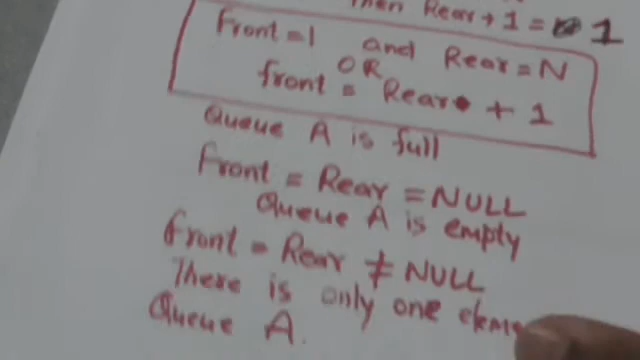 Then Rear + 1 = 1
Front = 1 and Rear = N
OR
front = Rear + 1
Queue A is full
Front = Rear = NULL
Queue A is empty
Front = Rear ≠ NULL
There is only one eleme
Queue A.